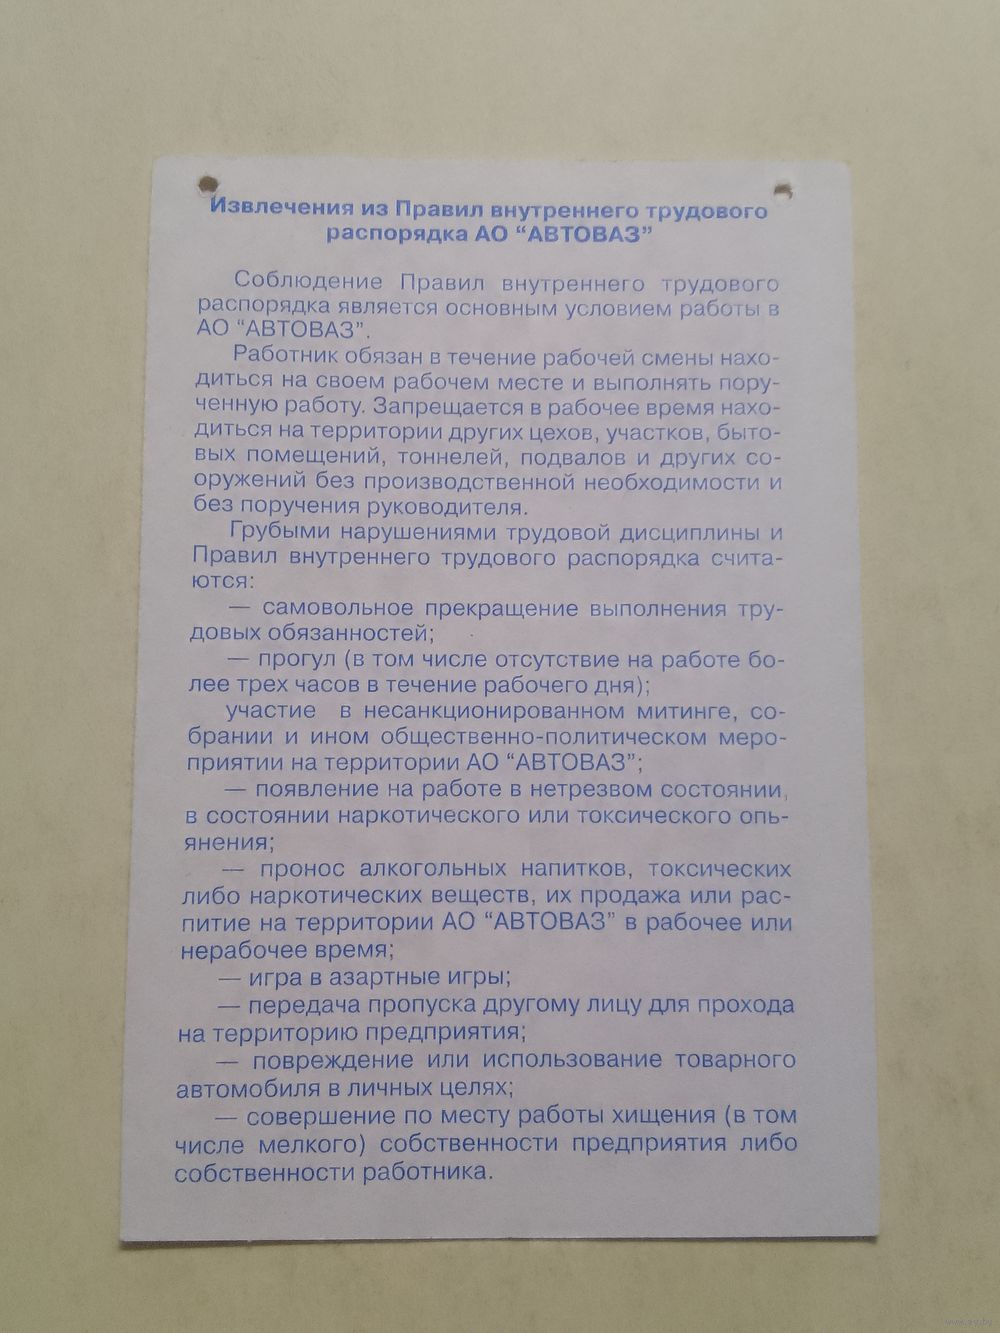 Извлечения из Правил внутреннего трудового
распорядка АО “АВТОВАЗ”
Соблюдение Правил внутреннего трудового
распорядка является основным условием работы в
АО “АВТОВАЗ”.
Работник обязан в течение рабочей смены нахо-
диться на своем рабочем месте и выполнять пору-
ченную работу. Запрещается в рабочее время нахо-
диться на территории других цехов, участков, быто-
вых помещений, тоннелей, подвалов и других со-
оружений без производственной необходимости и
без поручения руководителя.
Грубыми нарушениями трудовой дисциплины и
Правил внутреннего трудового распорядка счита-
ются:
— самовольное прекращение выполнения тру-
довых обязанностей;
— прогул (в том числе отсутствие на работе бо-
лее трех часов в течение рабочего дня);
участие в несанкционированном митинге, со-
брании и ином общественно-политическом меро-
приятии на территории АО “АВТОВАЗ”;
— появление на работе в нетрезвом состоянии,
в состоянии наркотического или токсического опь-
янения;
— пронос алкогольных напитков, токсических
либо наркотических веществ, их продажа или рас-
питие на территории АО “АВТОВАЗ” в рабочее или
нерабочее время;
— игра в азартные игры;
— передача пропуска другому лицу для прохода
на территорию предприятия;
— повреждение или использование товарного
автомобиля в личных целях;
— совершение по месту работы хищения (в том
числе мелкого) собственности предприятия либо
собственности работника.